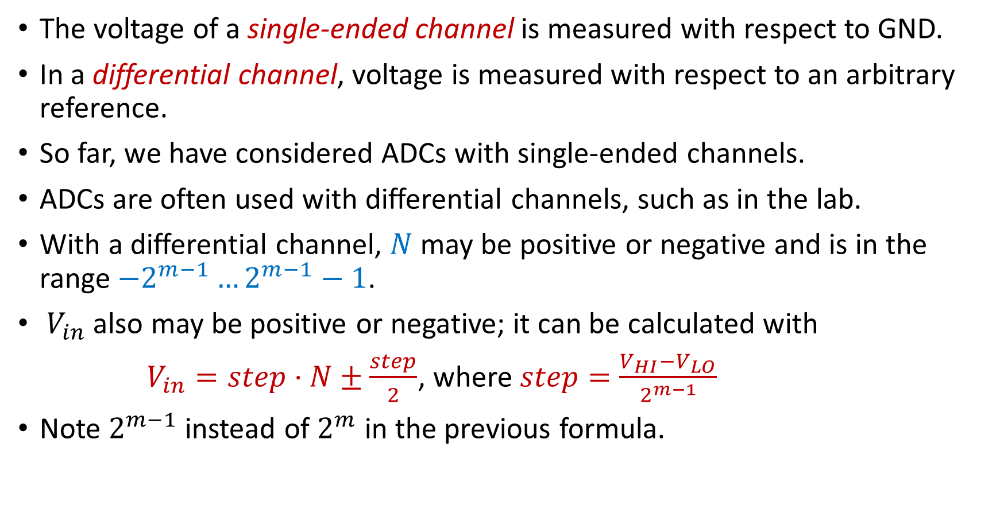 • The voltage of a single-ended channel is measured with respect to GND.
• In a differential channel, voltage is measured with respect to an arbitrary
reference.
• So far, we have considered ADCs with single-ended channels.
• ADCs are often used with differential channels, such as in the lab.
• With a differential channel, N may be positive or negative and is in the
range −2^{m−1} … 2^{m−1} − 1.
• V_{in} also may be positive or negative; it can be calculated with
V_{in} = step · N ± \frac{step}{2}, where step = \frac{V_{HI}−V_{LO}}{2^{m−1}}
• Note 2^{m−1} instead of 2^{m} in the previous formula.